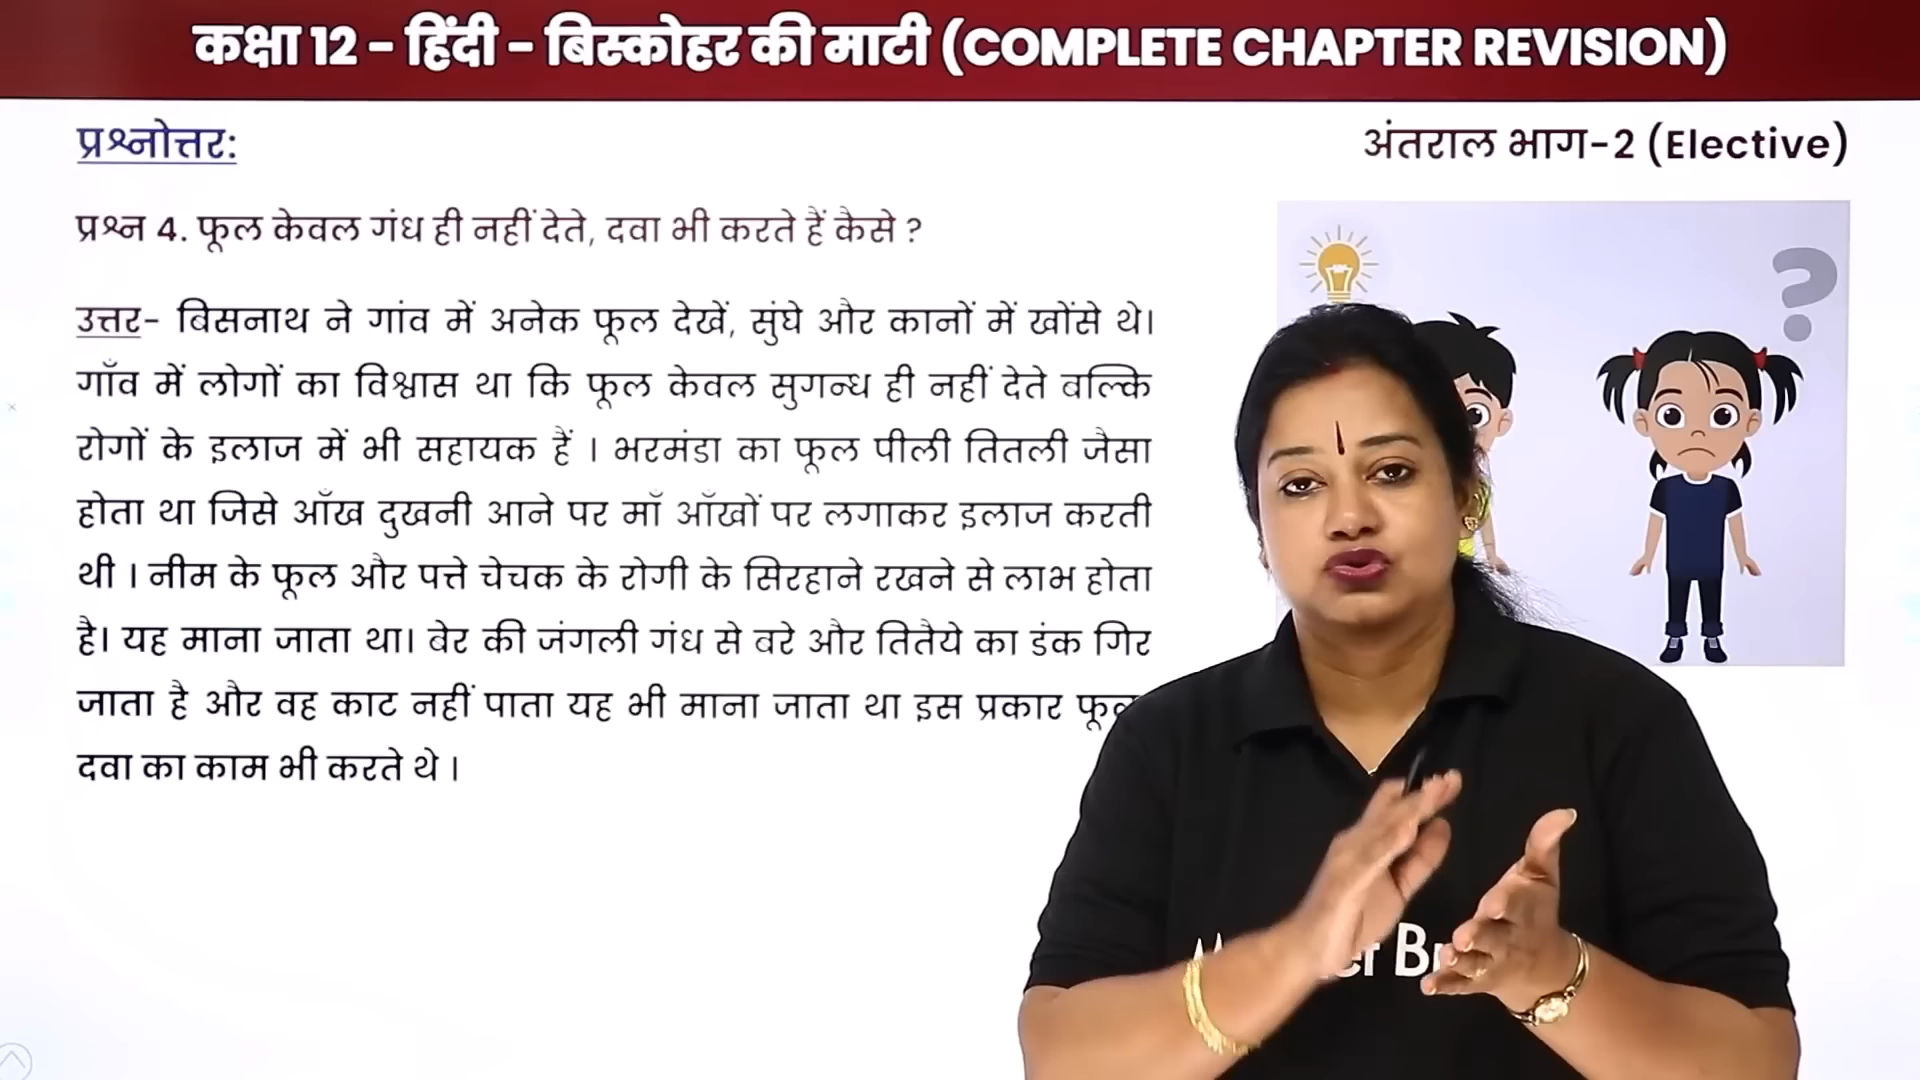 कक्षा 12 - हिंदी - बिस्कोहर की माटी (COMPLETE CHAPTER REVISION)
प्रश्नोत्तर:
अंतराल भाग-2 (Elective)
प्रश्न 4. फूल केवल गंध ही नहीं देते, दवा भी करते हैं कैसे ?
उत्तर- बिसनाथ ने गांव में अनेक फूल देखें, सुंघे और कानों में खोंसे थे।
गाँव में लोगों का विश्वास था कि फूल केवल सुगन्ध ही नहीं देते बल्कि
रोगों के इलाज में भी सहायक हैं । भरमंडा का फूल पीली तितली जैसा
होता था जिसे आँख दुखनी आने पर माँ आँखों पर लगाकर इलाज करती
थी । नीम के फूल और पत्ते चेचक के रोगी के सिरहाने रखने से लाभ होता
है। यह माना जाता था। बेर की जंगली गंध से बरे और तितैये का डंक गिर
जाता है और वह काट नहीं पाता यह भी माना जाता था इस प्रकार
दवा का काम भी करते थे ।
?